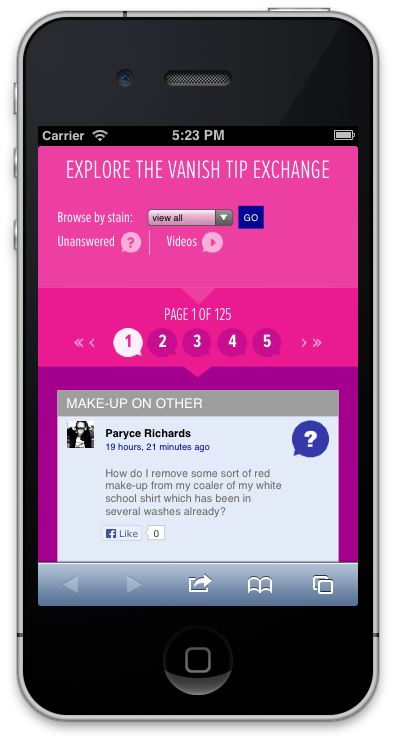 Carrier 5:23 PM
EXPLORE THE VANISH TIP EXCHANGE
Browse by stain: view all GO
Unanswered ? Videos
PAGE 1 OF 125
« ‹ 1 2 3 4 5 › »
MAKE-UP ON OTHER
Paryce Richards
19 hours, 21 minutes ago
?
How do I remove some sort of red
make-up from my coaler of my white
school shirt which has been in
several washes already?
f Like 0